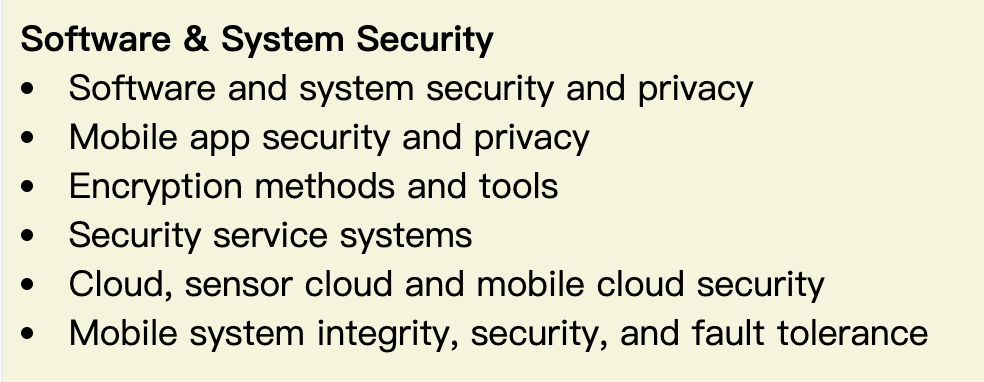 Software & System Security
• Software and system security and privacy
• Mobile app security and privacy
• Encryption methods and tools
• Security service systems
• Cloud, sensor cloud and mobile cloud security
• Mobile system integrity, security, and fault tolerance